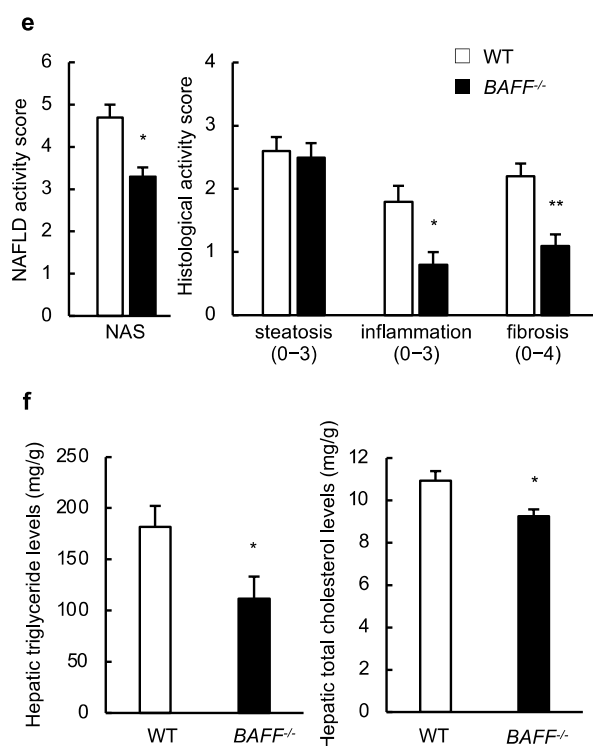 e
WT
BAFF-/-
NAFLD activity score
6
5
4
3
2
1
0
*
NAS
Histological activity score
4
3
2
1
0
*
**
steatosis
(0−3)
inflammation
(0−3)
fibrosis
(0−4)
f
Hepatic triglyceride levels (mg/g)
250
200
150
100
50
0
*
WT
BAFF-/-
Hepatic total cholesterol levels (mg/g)
12
10
8
6
4
2
0
*
WT
BAFF-/-